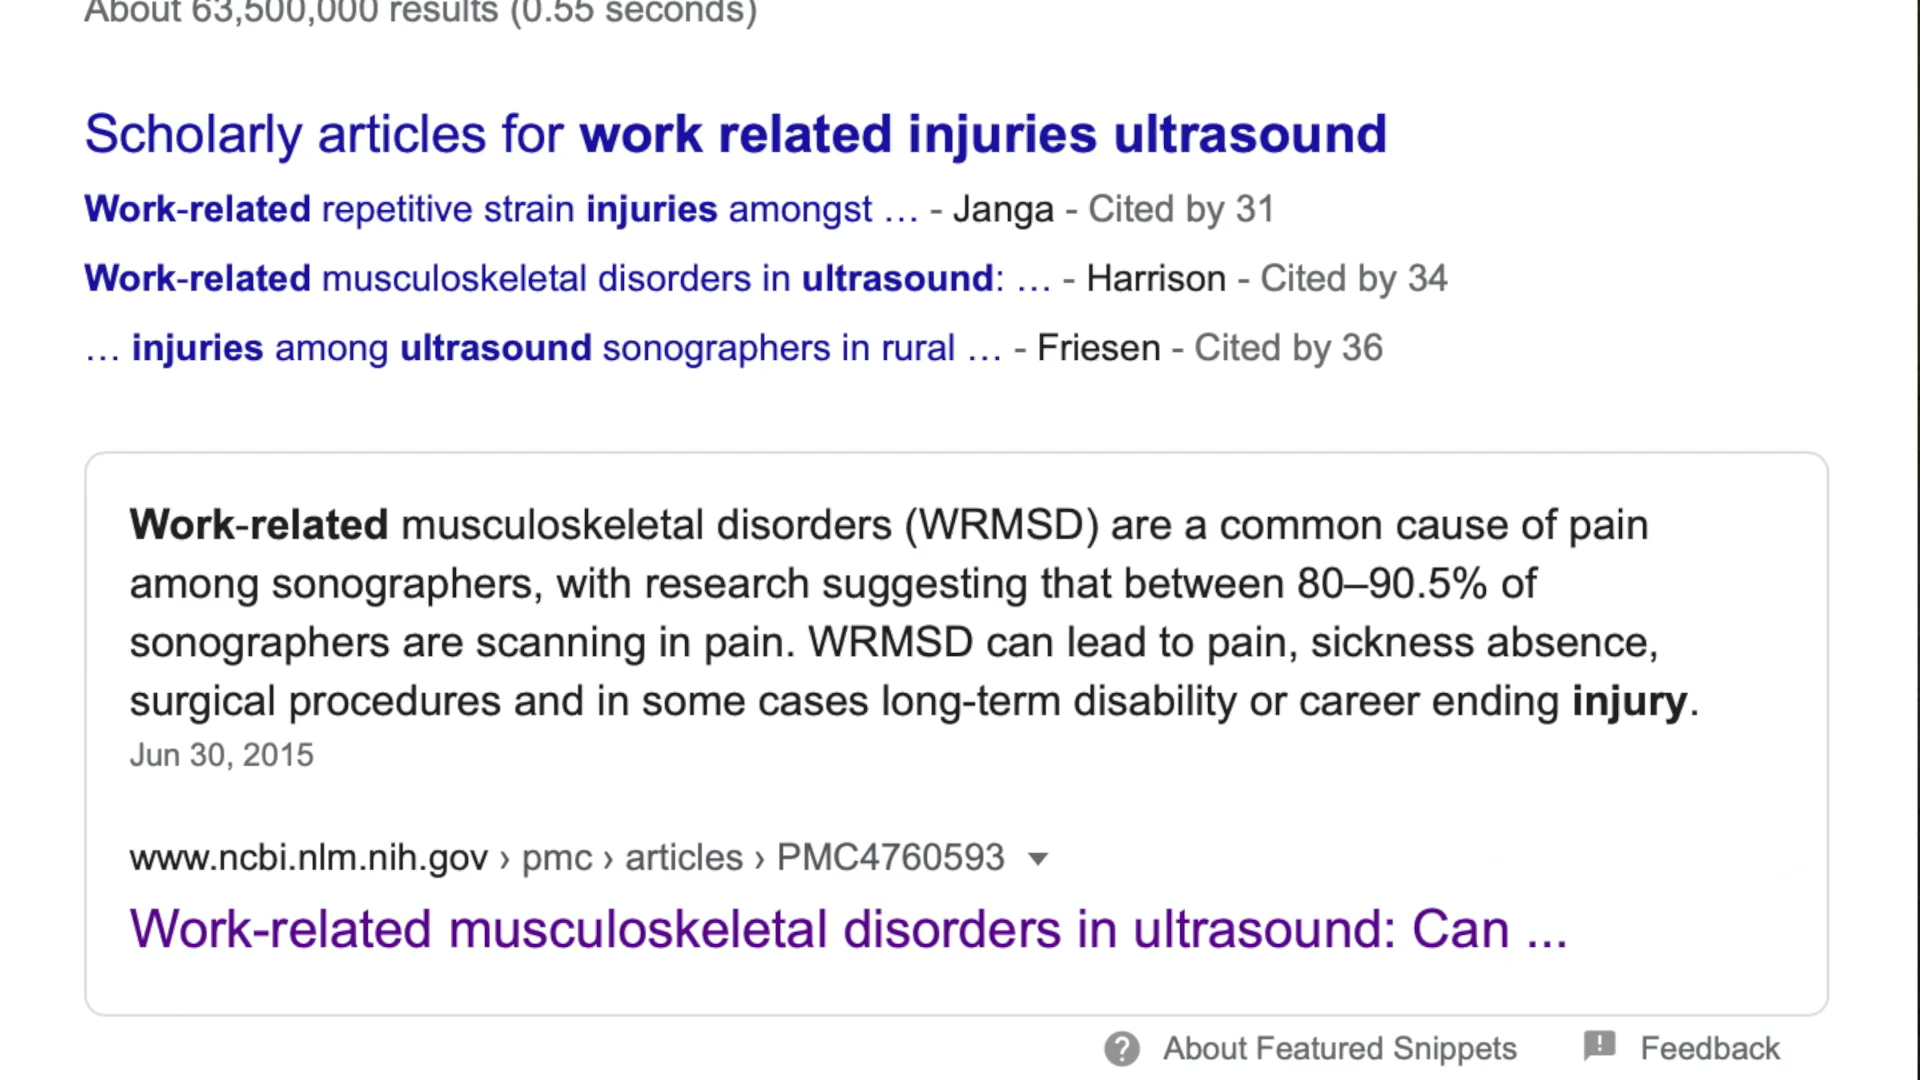 About 63,500,000 results (0.55 seconds)
Scholarly articles for work related injuries ultrasound
Work-related repetitive strain injuries amongst ... - Janga - Cited by 31
Work-related musculoskeletal disorders in ultrasound: ... - Harrison - Cited by 34
... injuries among ultrasound sonographers in rural ... - Friesen - Cited by 36
Work-related musculoskeletal disorders (WRMSD) are a common cause of pain
among sonographers, with research suggesting that between 80–90.5% of
sonographers are scanning in pain. WRMSD can lead to pain, sickness absence,
surgical procedures and in some cases long-term disability or career ending injury.
Jun 30, 2015
www.ncbi.nlm.nih.gov › pmc › articles › PMC4760593
Work-related musculoskeletal disorders in ultrasound: Can ...
About Featured Snippets Feedback